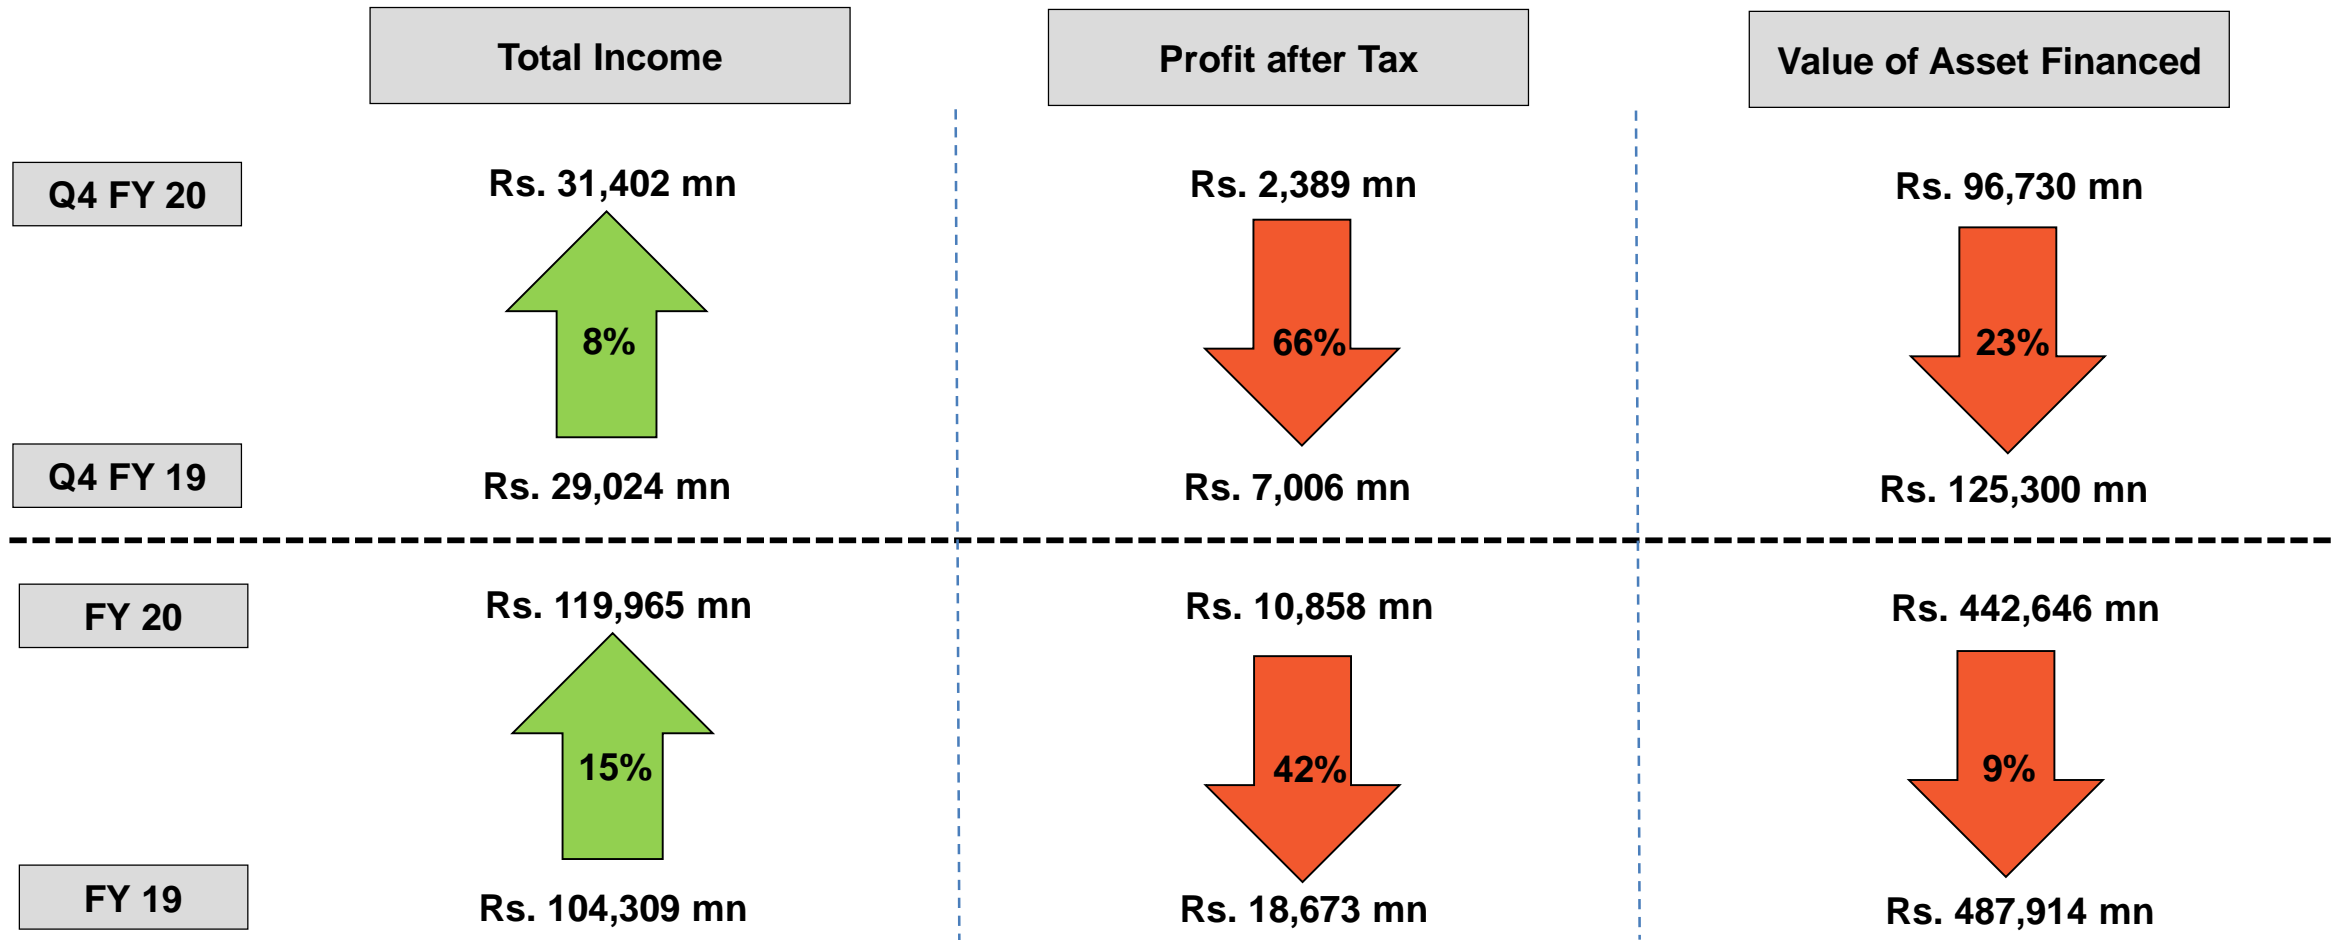 Total Income
Profit after Tax
Value of Asset Financed
Q4 FY 20
Rs. 31,402 mn
Rs. 2,389 mn
Rs. 96,730 mn
8%
66%
23%
Q4 FY 19
Rs. 29,024 mn
Rs. 7,006 mn
Rs. 125,300 mn
FY 20
Rs. 119,965 mn
Rs. 10,858 mn
Rs. 442,646 mn
15%
42%
9%
FY 19
Rs. 104,309 mn
Rs. 18,673 mn
Rs. 487,914 mn